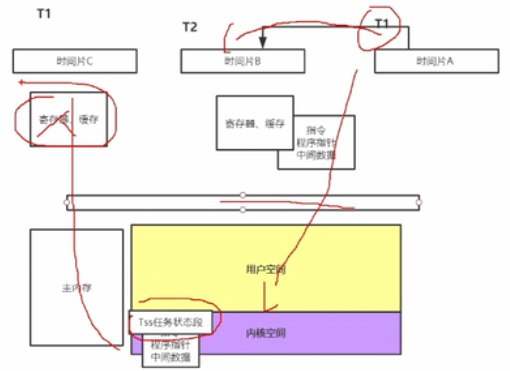 T1
T2
T1
时间片C
时间片B
时间片A
寄存器、缓存
寄存器、缓存
指令
程序指针
中间数据
主内存
用户空间
Tss任务状态段
内核空间
指令
程序指针
中间数据